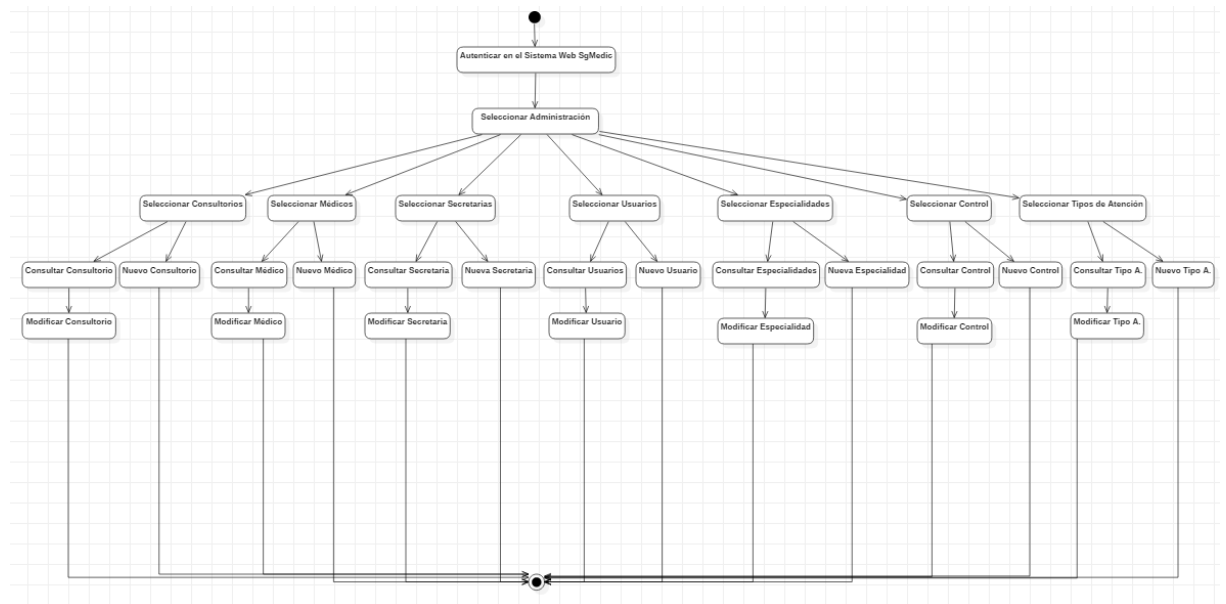 Autenticar en el Sistema Web SgMedic
Seleccionar Administración
Seleccionar Consultorios
Seleccionar Médicos
Seleccionar Secretarias
Seleccionar Usuarios
Seleccionar Especialidades
Seleccionar Control
Seleccionar Tipos de Atención
Consultar Consultorio
Nuevo Consultorio
Consultar Médico
Nuevo Médico
Consultar Secretaria
Nueva Secretaria
Consultar Usuarios
Nuevo Usuario
Consultar Especialidades
Nueva Especialidad
Consultar Control
Nuevo Control
Consultar Tipo A.
Nuevo Tipo A.
Modificar Consultorio
Modificar Médico
Modificar Secretaria
Modificar Usuario
Modificar Especialidad
Modificar Control
Modificar Tipo A.